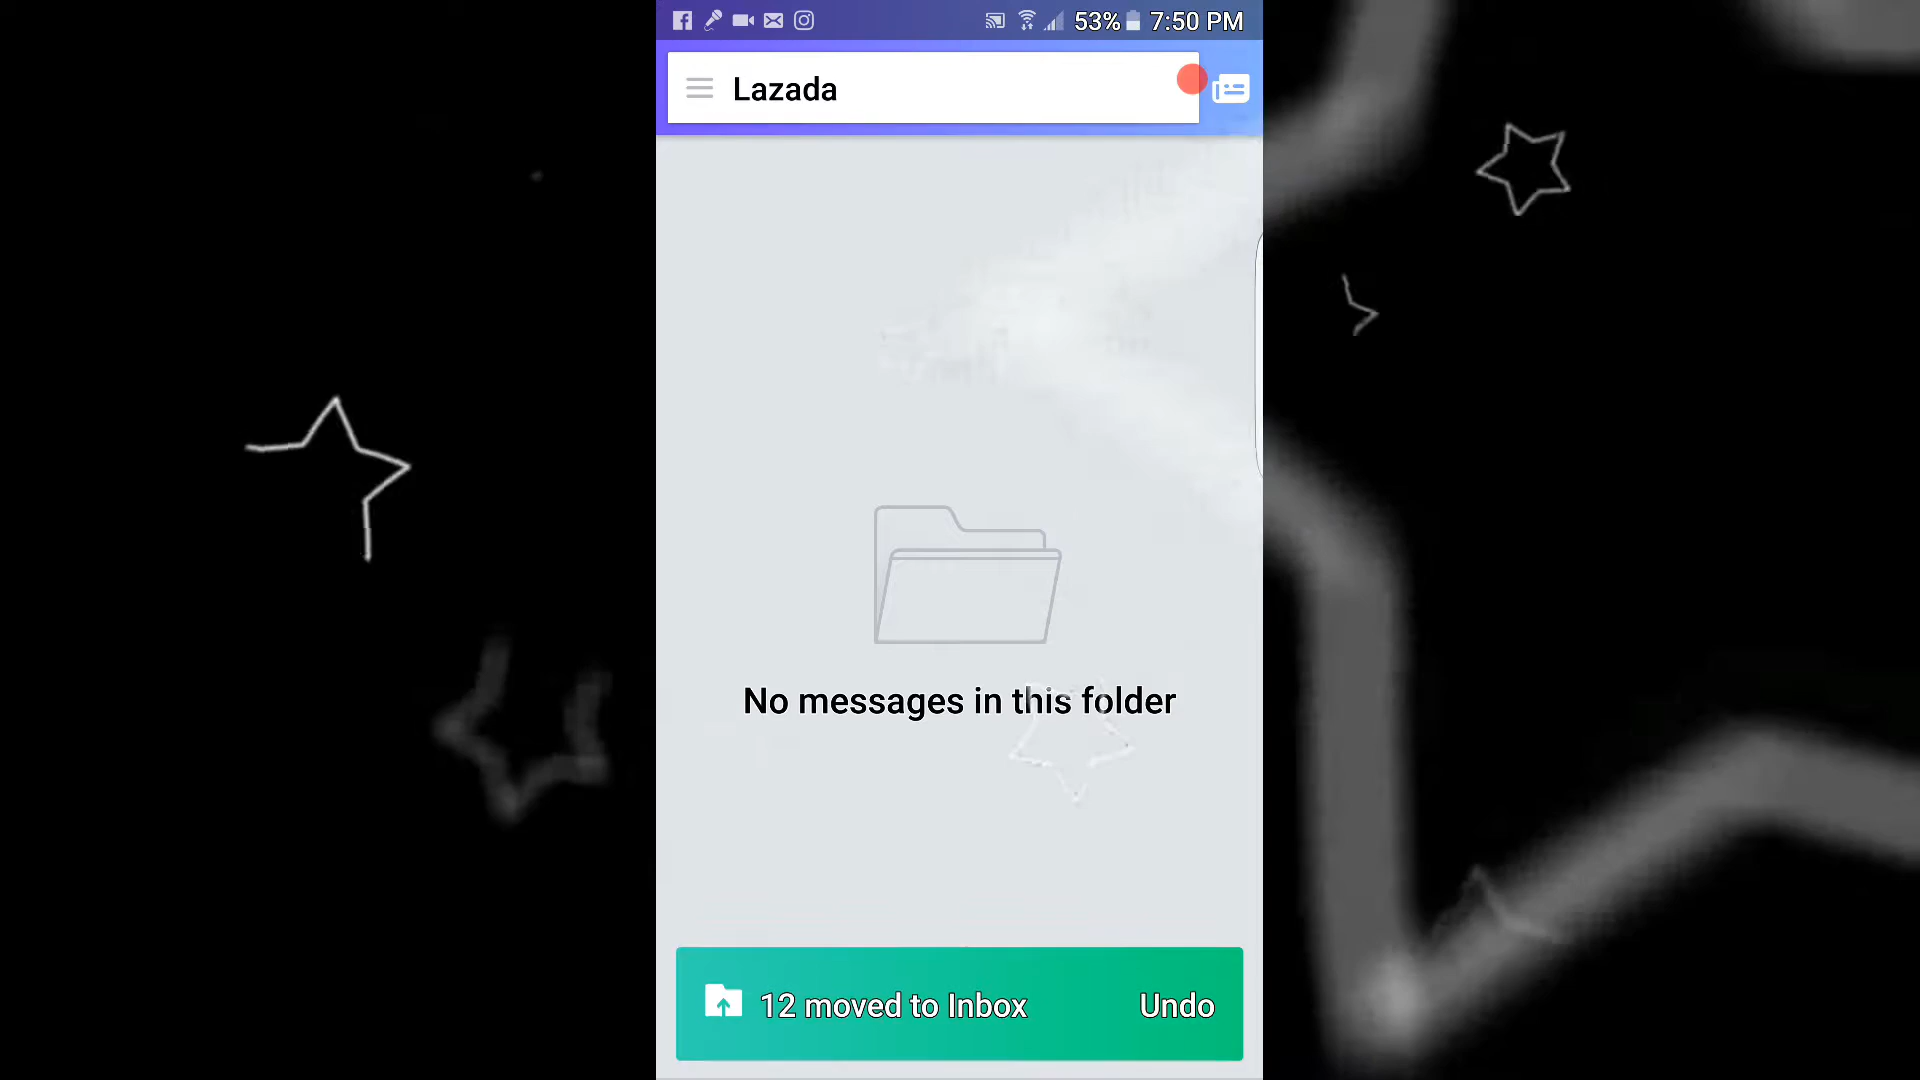 53% 7:50 PM
Lazada
No messages in this folder
12 moved to Inbox Undo